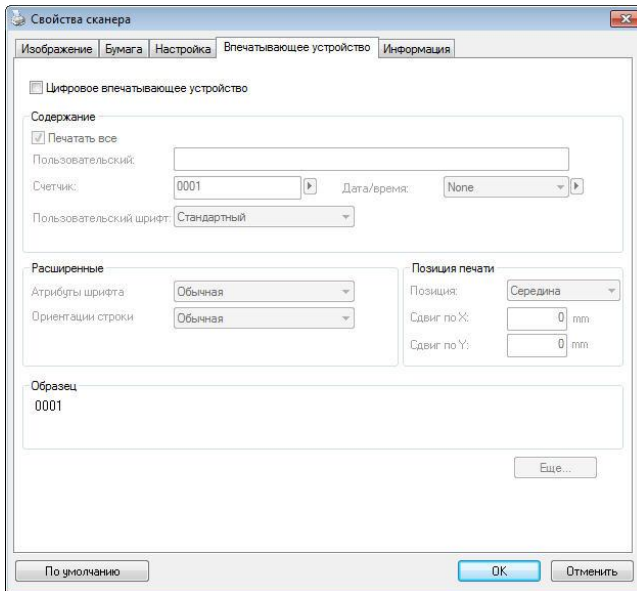 Свойства сканера
Изображение Бумага Настройка Впечатывающее устройство Информация
Цифровое впечатывающее устройство
Содержание
Печатать все
Пользовательский:
Счетчик: 0001 Дата/время: None
Пользовательский шрифт: Стандартный
Расширенные
Атрибуты шрифта Обычная
Ориентации строки Обычная
Позиция печати
Позиция: Середина
Сдвиг по X: 0 mm
Сдвиг по Y: 0 mm
Образец
0001
Еще...
По умолчанию OK Отменить